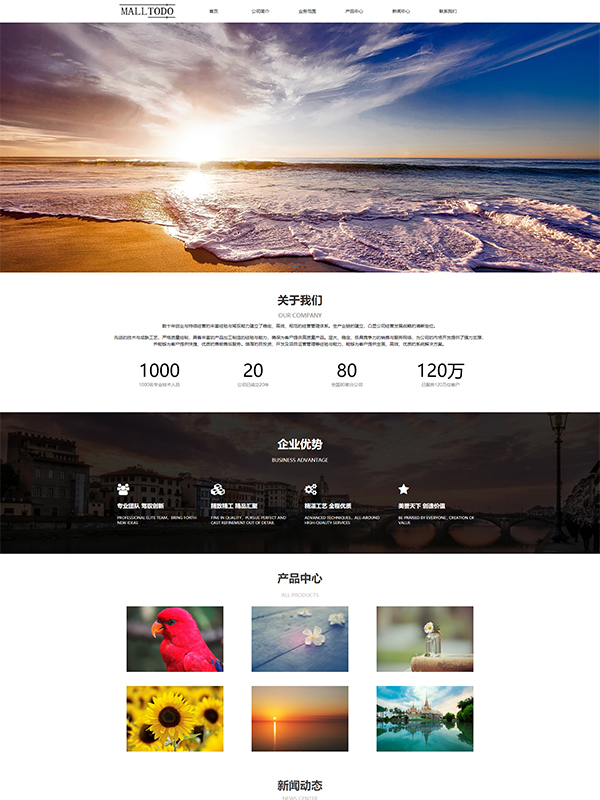 MALLTODO
首页 公司简介 业务范围 产品中心 新闻中心 联系我们
关于我们
OUR COMPANY
1000
20
80
120万
1000名专业技术人员
公司已成立20年
全国80家分公司
已服务120万位客户
企业优势
BUSINESS ADVANTAGE
专业团队 驾驭创新
精致精工 精品汇聚
精湛工艺 全程优质
美誉天下 创造价值
PROFESSIONAL ELITE TEAM, BRING FORTH
NEW IDEAS
FINE IN QUALITY, PURSUE PERFECT AND
CAST REFINEMENT OUT OF DETAIL
ADVANCED TECHNIQUES, ALL-AROUND
HIGH-QUALITY SERVICES
BE PRAISED BY EVERYONE, CREATION OF
VALUE
产品中心
ALL PRODUCTS
新闻动态
NEWS CENTER